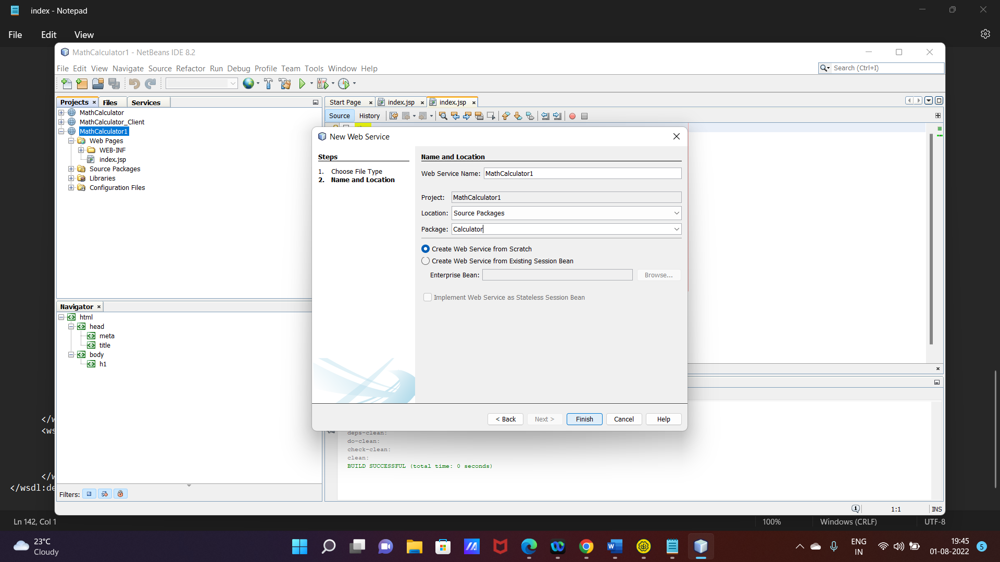 index - Notepad
File Edit View
MathCalculator1 - NetBeans IDE 8.2
File Edit View Navigate Source Refactor Run Debug Profile Team Tools Window Help
Search (Ctrl+I)
Projects Files Services
Start Page index.jsp index.jsp
Source History
MathCalculator
MathCalculator_Client
MathCalculator1
Web Pages
WEB-INF
index.jsp
Source Packages
Libraries
Configuration Files
New Web Service
Steps
1. Choose File Type
2. Name and Location
Name and Location
Web Service Name: MathCalculator1
Project: MathCalculator1
Location: Source Packages
Package: Calculator
Create Web Service from Scratch
Create Web Service from Existing Session Bean
Enterprise Bean: Browse...
Implement Web Service as Stateless Session Bean
< Back Next > Finish Cancel Help
Navigator
html
head
meta
title
body
h1
Filters:
deps-clean:
do-clean:
check-clean:
clean:
BUILD SUCCESSFUL (total time: 0 seconds)
1:1 INS
</w
<ws
</w
</wsdl:de
Ln 142, Col 1
100% Windows (CRLF) UTF-8
23°C
Cloudy
ENG
IN
19:45
01-08-2022
5